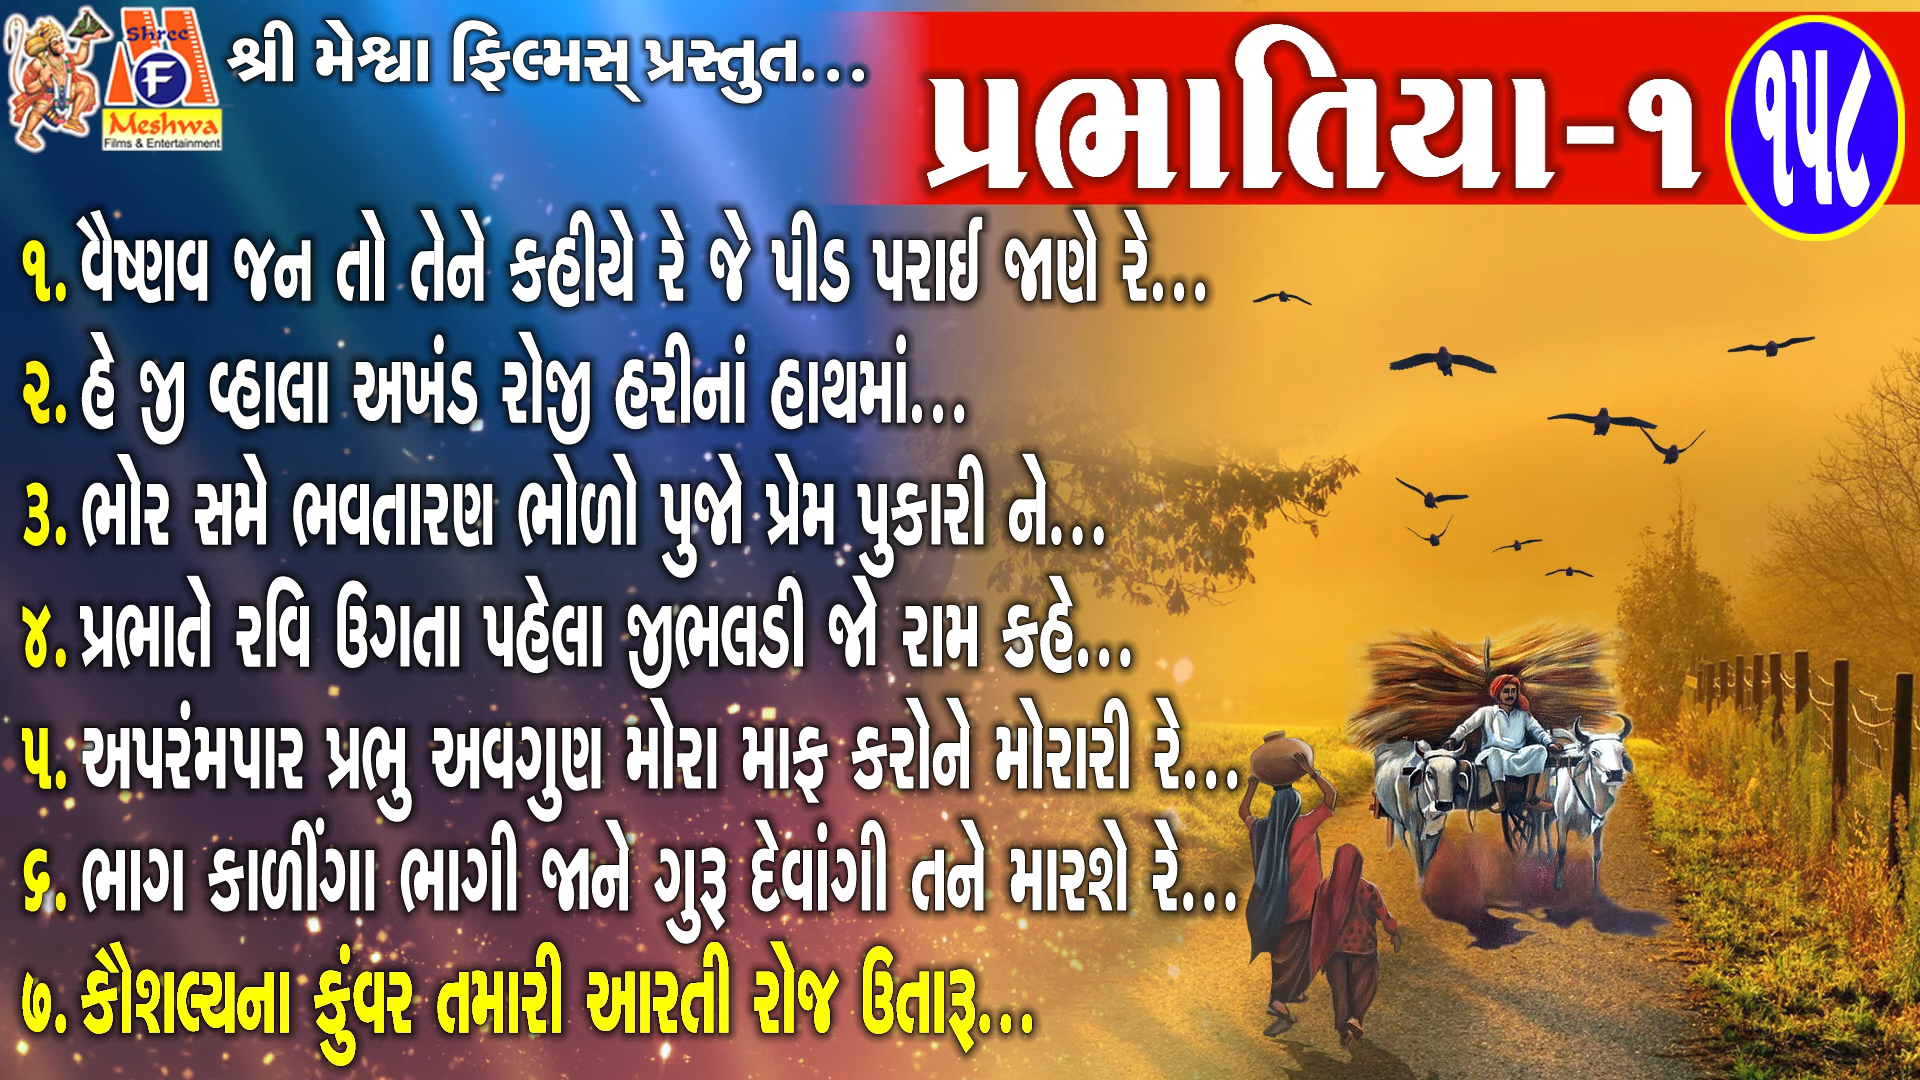 Shree
F
Meshwa
Films & Entertainment
શ્રી મેશ્વા ફિલ્મસ્ પ્રસ્તુત...
પ્રભાતિયા-૧
૧૫૮
૧. વૈષ્ણવ જન તો તેને કહીયે રે જે પીડ પરાઈ જાણે રે...
૨. હે જી વ્હાલા અખંડ રોજી હરીનાં હાથમાં...
૩. ભોર સમે ભવતારણ ભોળો પુજો પ્રેમ પુકારી ને...
૪. પ્રભાતે રવિ ઉગતા પહેલા જીભલડી જો રામ કહે...
૫. અપરંમપાર પ્રભુ અવગુણ મોરા માફ કરોને મોરારી રે...
૬. ભાગ કાળીંગા ભાગી જાને ગુરૂ દેવાંગી તને મારશે રે...
૭. કૌશલ્યના કુંવર તમારી આરતી રોજ ઉતારૂ...